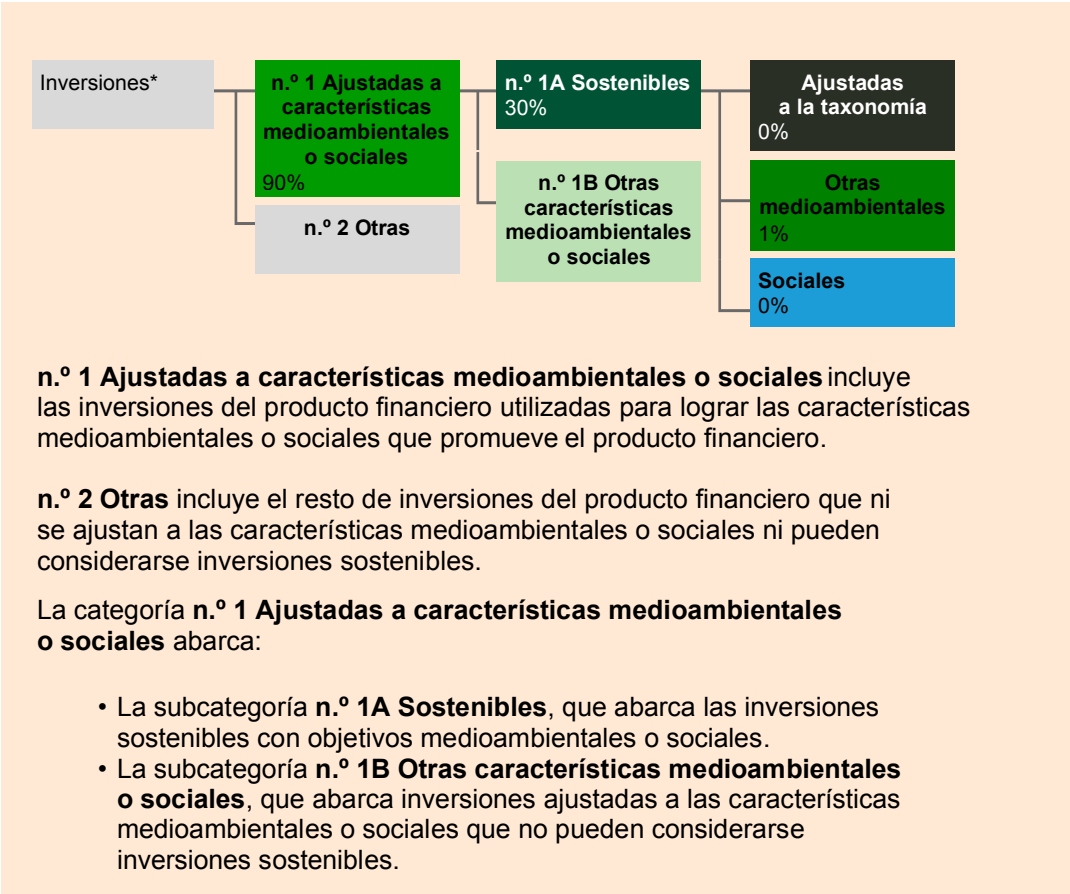 Inversiones*
n.º 1 Ajustadas a
características
medioambientales
o sociales
90%
n.º 2 Otras
n.º 1A Sostenibles
30%
n.º 1B Otras
características
medioambientales
o sociales
Ajustadas
a la taxonomía
0%
Otras
medioambientales
1%
Sociales
0%
n.º 1 Ajustadas a características medioambientales o sociales incluye
las inversiones del producto financiero utilizadas para lograr las características
medioambientales o sociales que promueve el producto financiero.
n.º 2 Otras incluye el resto de inversiones del producto financiero que ni
se ajustan a las características medioambientales o sociales ni pueden
considerarse inversiones sostenibles.
La categoría n.º 1 Ajustadas a características medioambientales
o sociales abarca:
• La subcategoría n.º 1A Sostenibles, que abarca las inversiones
sostenibles con objetivos medioambientales o sociales.
• La subcategoría n.º 1B Otras características medioambientales
o sociales, que abarca inversiones ajustadas a las características
medioambientales o sociales que no pueden considerarse
inversiones sostenibles.